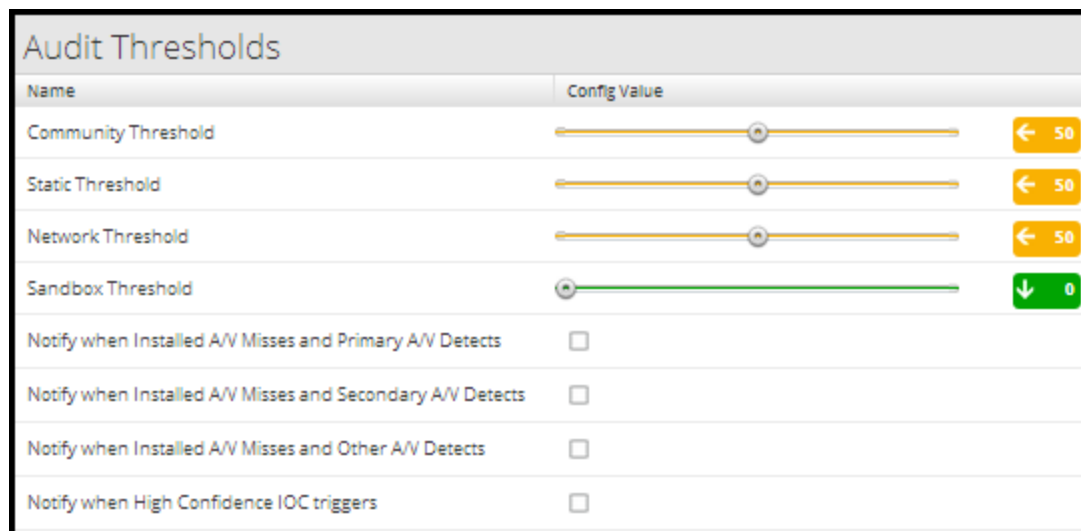 Audit Thresholds
Name Config Value
Community Threshold 50
Static Threshold 50
Network Threshold 50
Sandbox Threshold 0
Notify when Installed A/V Misses and Primary A/V Detects
Notify when Installed A/V Misses and Secondary A/V Detects
Notify when Installed A/V Misses and Other A/V Detects
Notify when High Confidence IOC triggers